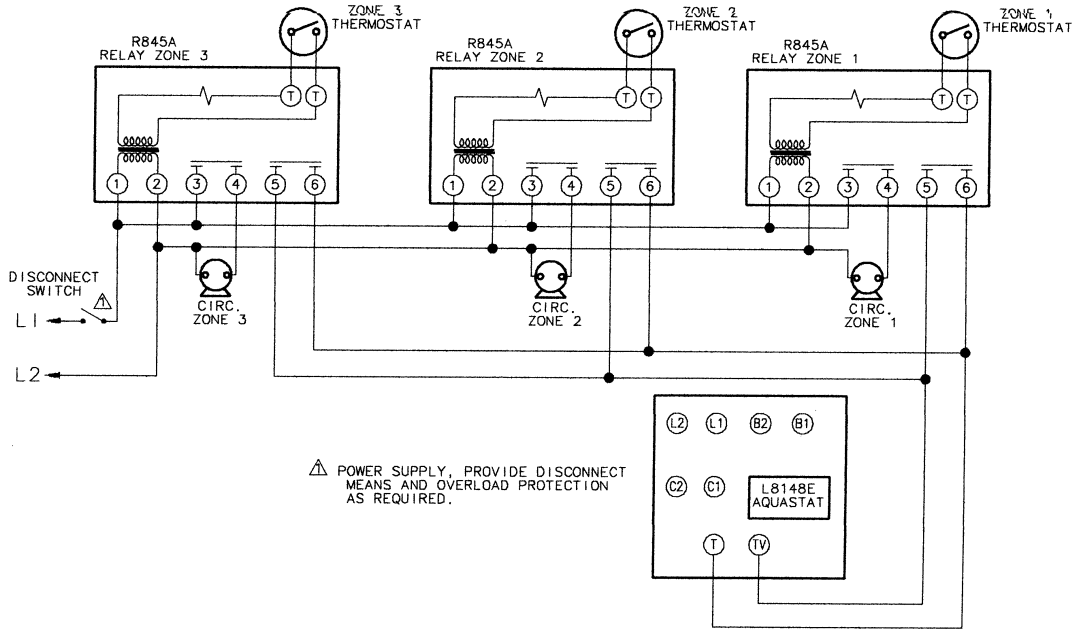 ZONE 3
THERMOSTAT
R845A
RELAY ZONE 3
ZONE 2
THERMOSTAT
R845A
RELAY ZONE 2
ZONE 1
THERMOSTAT
R845A
RELAY ZONE 1
T T
T T
T T
1 2 3 4 5 6
1 2 3 4 5 6
1 2 3 4 5 6
DISCONNECT
SWITCH
1
L1
L2
CIRC.
ZONE 3
CIRC.
ZONE 2
CIRC.
ZONE 1
1 POWER SUPPLY, PROVIDE DISCONNECT
MEANS AND OVERLOAD PROTECTION
AS REQUIRED.
L2 L1 B2 B1
C2 C1
L8148E
AQUASTAT
T TV